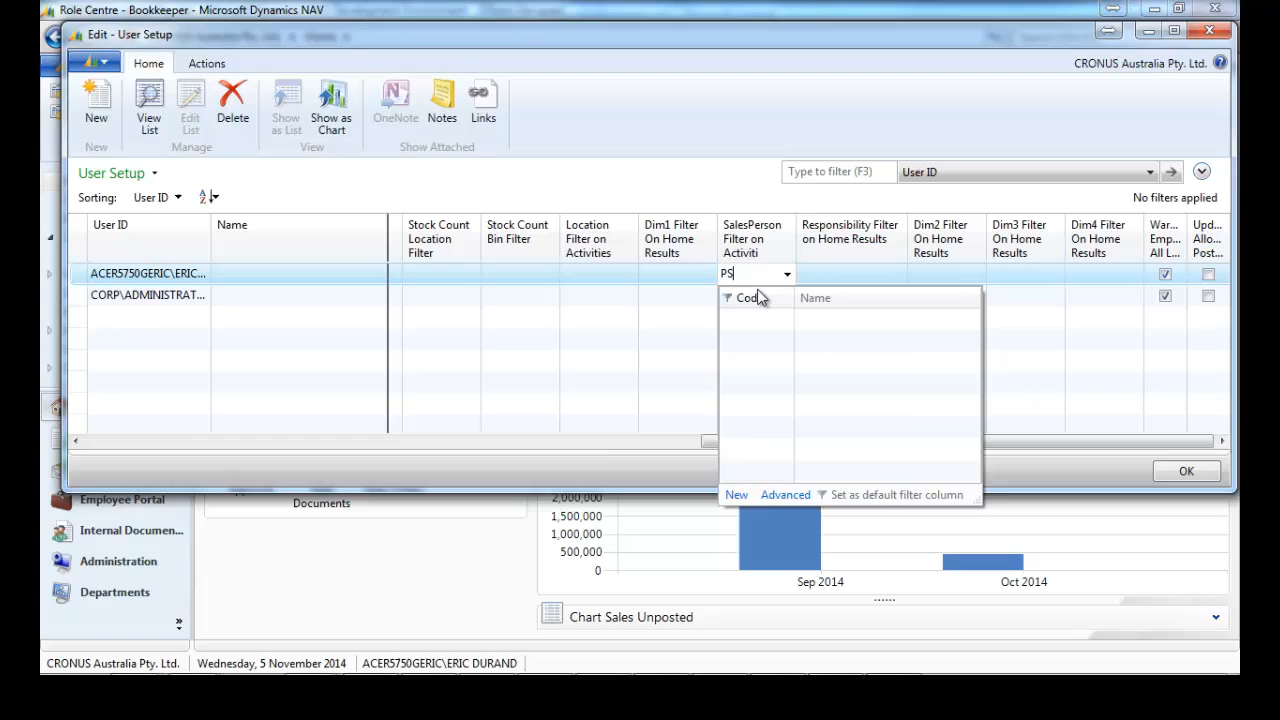 Role Centre - Bookkeeper - Microsoft Dynamics NAV
Edit - User Setup
Home
Actions
CRONUS Australia Pty. Ltd.
New
View List
Edit List
Delete
Show as List
Show as Chart
OneNote
Notes
Links
New
Manage
View
Show Attached
User Setup
Type to filter (F3)
User ID
Sorting:
User ID
No filters applied
User ID
Name
Stock Count Location Filter
Stock Count Bin Filter
Location Filter on Activities
Dim1 Filter On Home Results
SalesPerson Filter on Activiti
Responsibility Filter on Home Results
Dim2 Filter On Home Results
Dim3 Filter On Home Results
Dim4 Filter On Home Results
War... Emp... All L...
Upd... Allo... Post...
ACER5750GERIC\ERIC...
PS
CORP\ADMINISTRAT...
Name
New
Advanced
Set as default filter column
OK
Employee Portal
Internal Documen...
Administration
Departments
Documents
2,000,000
1,500,000
1,000,000
500,000
0
Sep 2014
Oct 2014
Chart Sales Unposted
CRONUS Australia Pty. Ltd.
Wednesday, 5 November 2014
ACER5750GERIC\ERIC DURAND